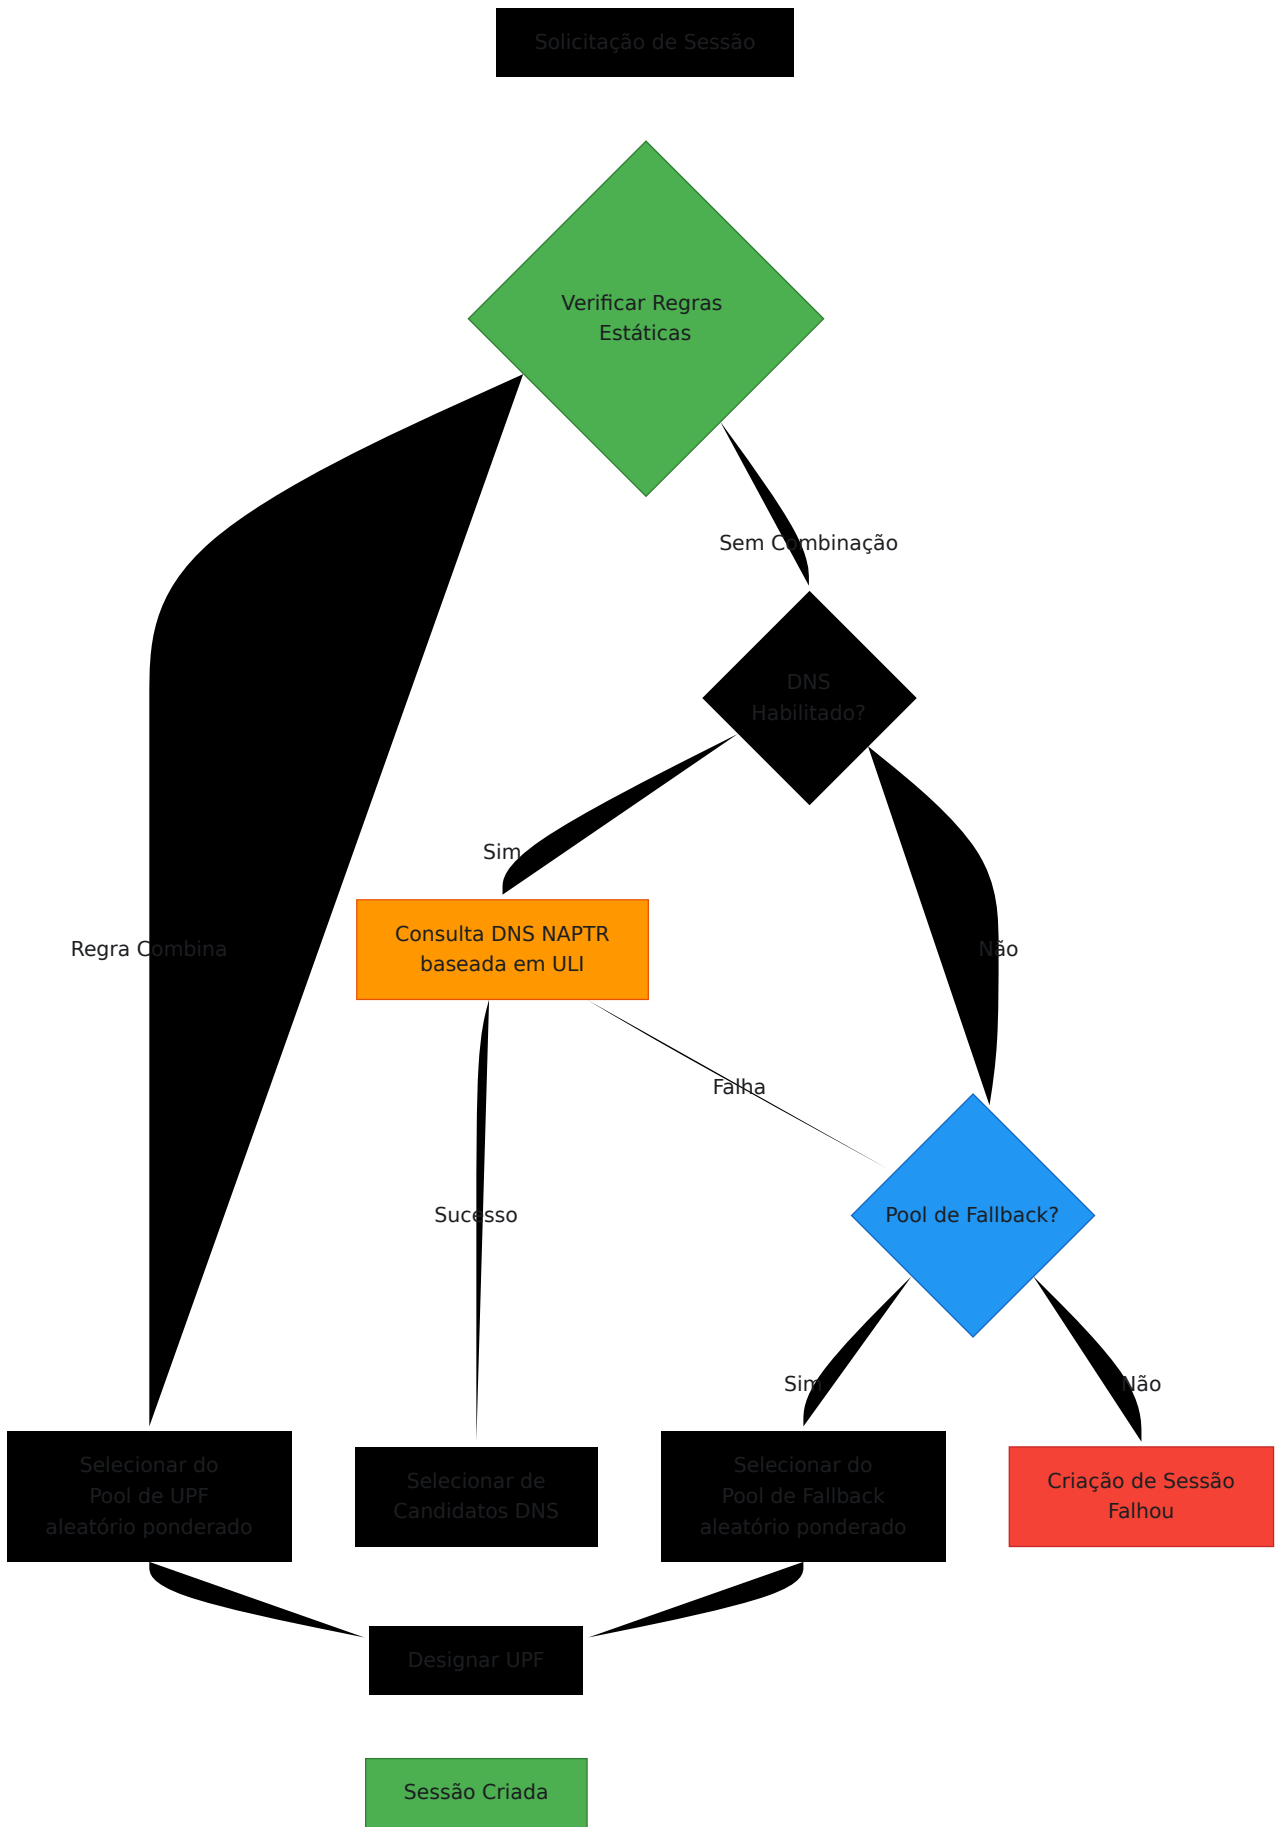 Solicitação de Sessão
Verificar Regras
Estáticas
Sem Combinação
DNS
Habilitado?
Sim
Consulta DNS NAPTR
baseada em ULI
Regra Combina
Não
Falha
Sucesso
Pool de Fallback?
Sim
Não
Selecionar do
Pool de UPF
aleatório ponderado
Selecionar de
Candidatos DNS
Selecionar do
Pool de Fallback
aleatório ponderado
Criação de Sessão
Falhou
Designar UPF
Sessão Criada